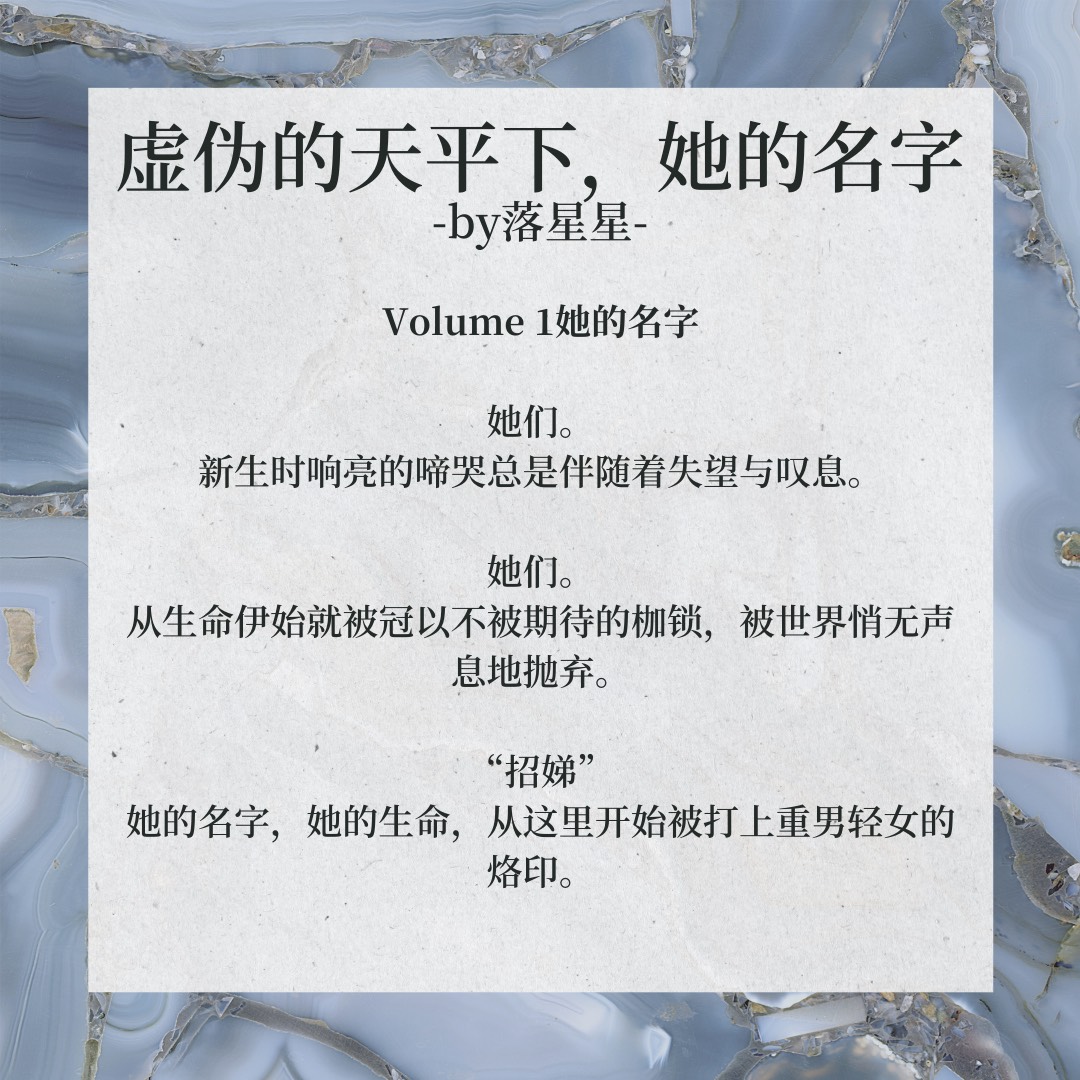 虚伪的天平下，她的名字
-by落星星-
Volume 1她的名字
她们。
新生时响亮的啼哭总是伴随着失望与叹息。
她们。
从生命伊始就被冠以不被期待的枷锁，被世界悄无声
息地抛弃。
“招娣”
她的名字，她的生命，从这里开始被打上重男轻女的
烙印。